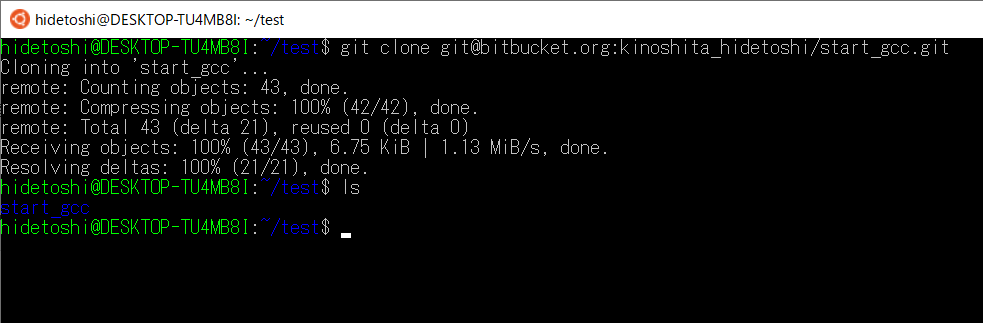 hidetoshi@DESKTOP-TU4MB8I: ~/test
hidetoshi@DESKTOP-TU4MB8I:~/test$ git clone git@bitbucket.org:kinoshita_hidetoshi/start_gcc.git
Cloning into 'start_gcc'...
remote: Counting objects: 43, done.
remote: Compressing objects: 100% (42/42), done.
remote: Total 43 (delta 21), reused 0 (delta 0)
Receiving objects: 100% (43/43), 6.75 KiB | 1.13 MiB/s, done.
Resolving deltas: 100% (21/21), done.
hidetoshi@DESKTOP-TU4MB8I:~/test$ ls
start_gcc
hidetoshi@DESKTOP-TU4MB8I:~/test$